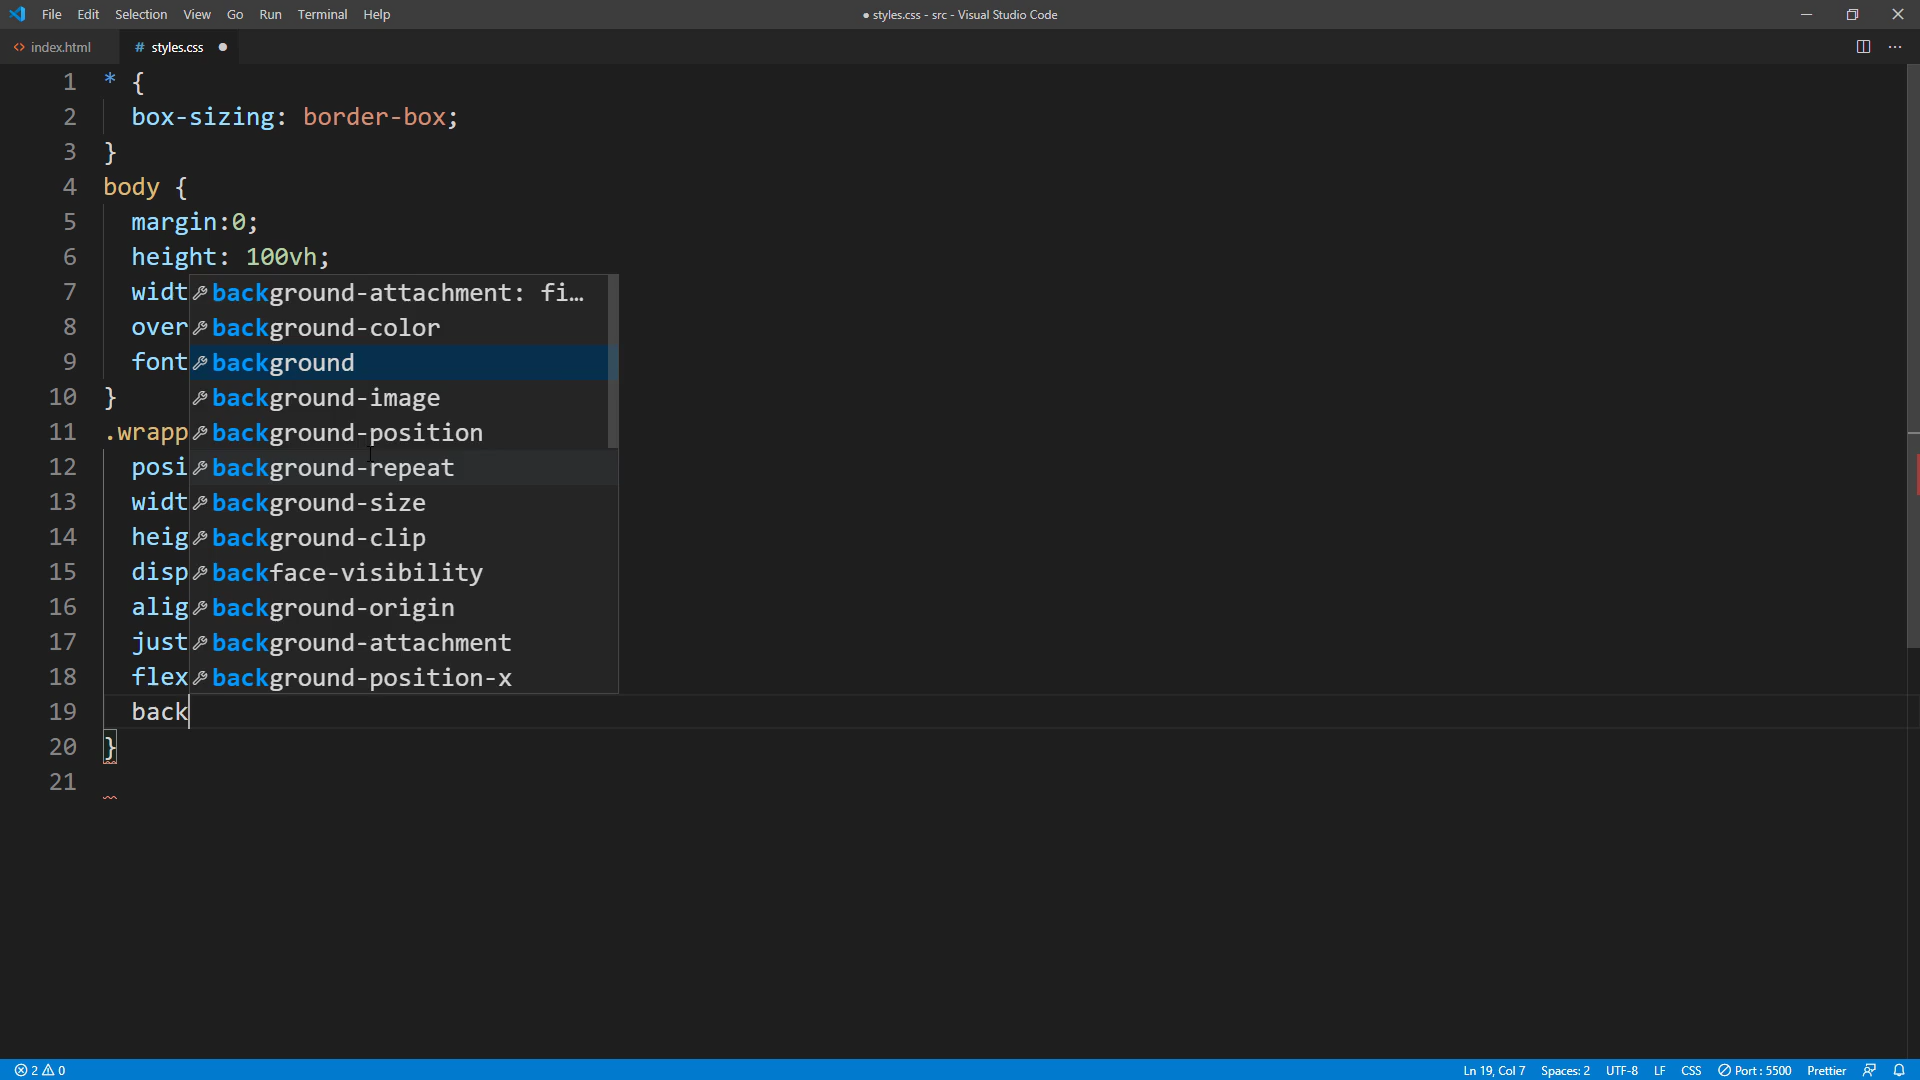 File Edit Selection View Go Run Terminal Help
● styles.css - src - Visual Studio Code
<> index.html
# styles.css ●
1 * {
2 box-sizing: border-box;
3 }
4 body {
5 margin:0;
6 height: 100vh;
7 widt
background-attachment: fi…
8 over
background-color
9 font
background
10 }
background-image
11 .wrapp
background-position
12 posi
background-repeat
13 widt
background-size
14 heig
background-clip
15 disp
backface-visibility
16 alig
background-origin
17 just
background-attachment
18 flex
background-position-x
19 back
20 }
21
2 0
Ln 19, Col 7 Spaces: 2 UTF-8 LF CSS Port : 5500 Prettier